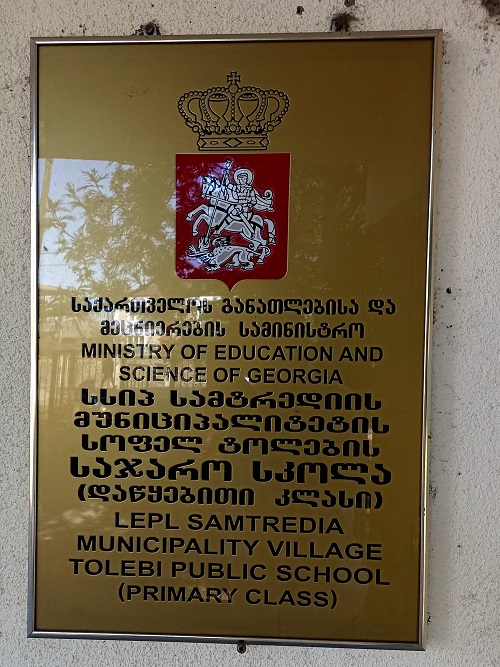 საქართველოს განათლებისა და
მეცნიერების სამინისტრო
MINISTRY OF EDUCATION AND
SCIENCE OF GEORGIA
სსიპ სამტრედიის
მუნიციპალიტეტის
სოფელ ტოლების
საჯარო სკოლა
(დაწყებითი კლასი)
LEPL SAMTREDIA
MUNICIPALITY VILLAGE
TOLEBI PUBLIC SCHOOL
(PRIMARY CLASS)